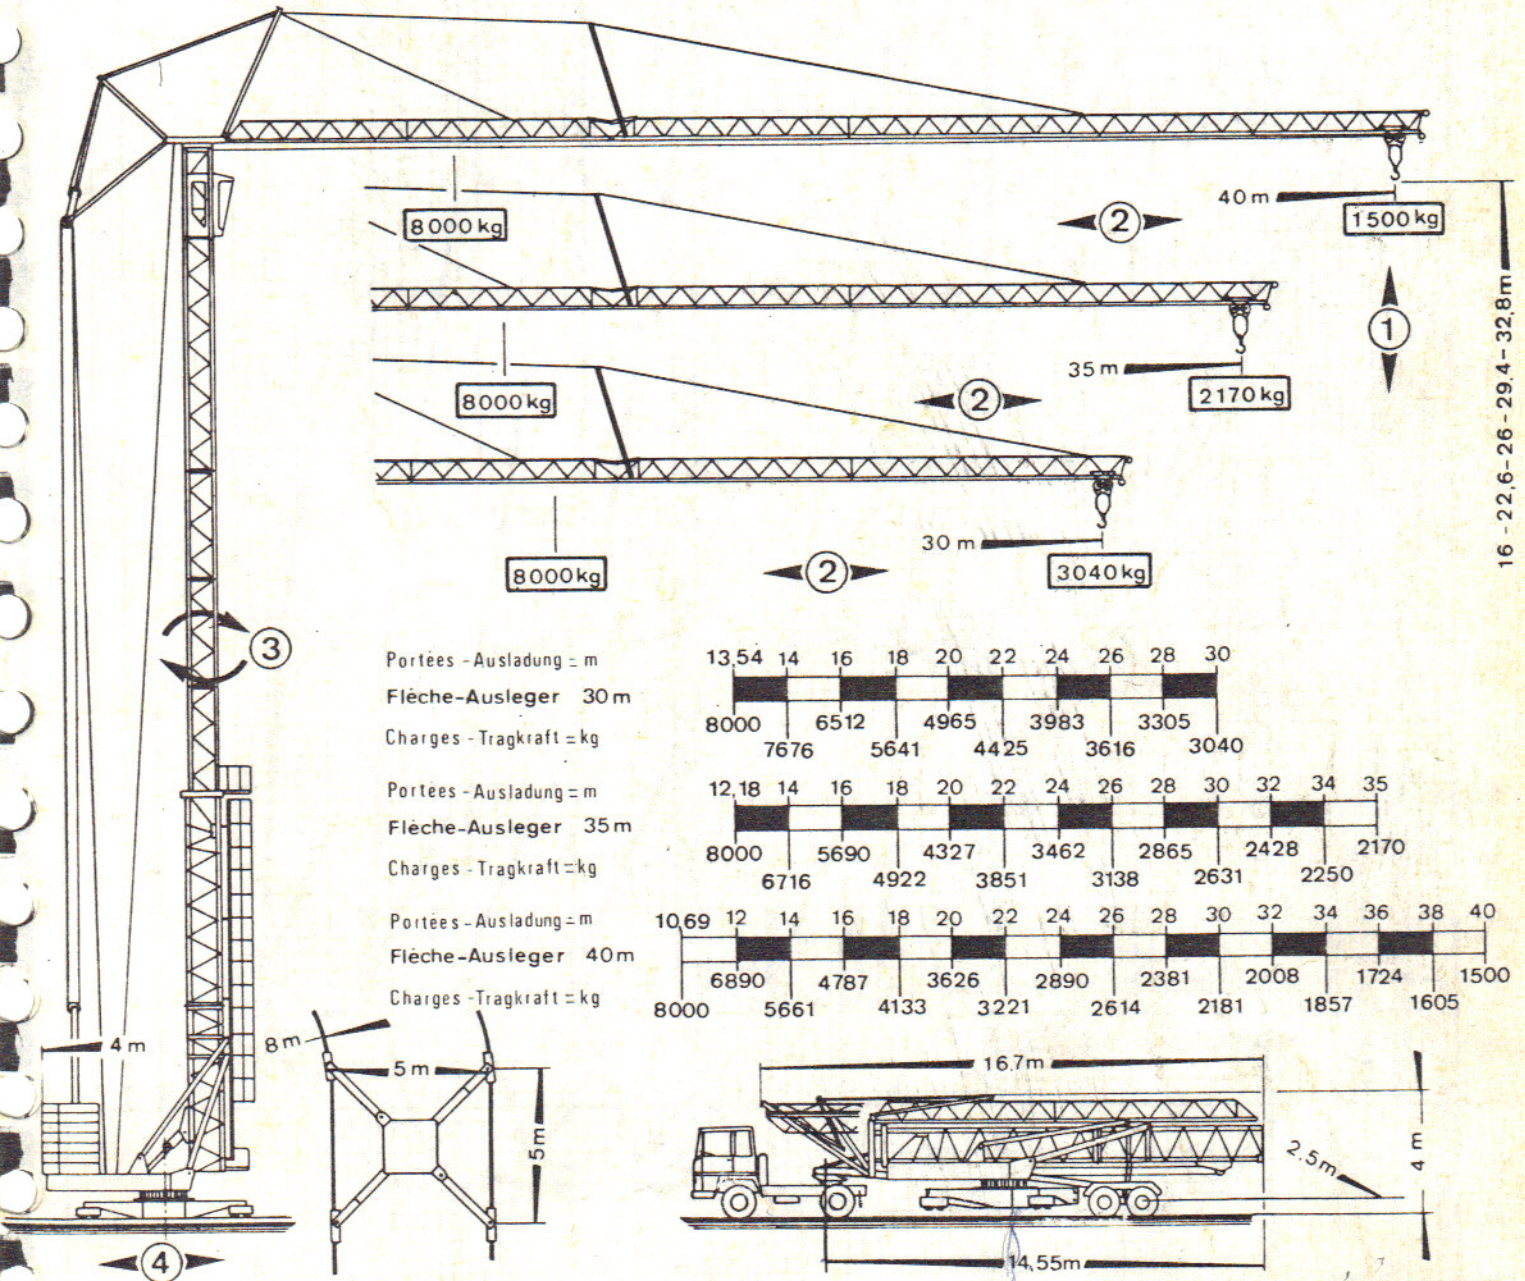 8000 kg
40 m
1500 kg
2
16 - 22,6 - 26 - 29.4 - 32,8m
1
8000 kg
35 m
2170 kg
2
8000 kg
30 m
3040 kg
2
3
Portées - Ausladung = m
13,54 14 16 18 20 22 24 26 28 30
Flèche-Ausleger 30 m
8000 6512 4965 3983 3305
Charges - Tragkraft = kg
7676 5641 4425 3616 3040
Portées - Ausladung = m
12,18 14 16 18 20 22 24 26 28 30 32 34 35
Flèche-Ausleger 35 m
8000 5690 4327 3462 2865 2428 2170
Charges - Tragkraft = kg
6716 4922 3851 3138 2631 2250
Portées - Ausladung = m
10,69 12 14 16 18 20 22 24 26 28 30 32 34 36 38 40
Flèche-Ausleger 40 m
6890 4787 3626 2890 2381 2008 1724 1500
Charges - Tragkraft = kg
8000 5661 4133 3221 2614 2181 1857 1605
4 m
8 m
5 m
5m
16.7m
2.5m
4 m
14,55m
4